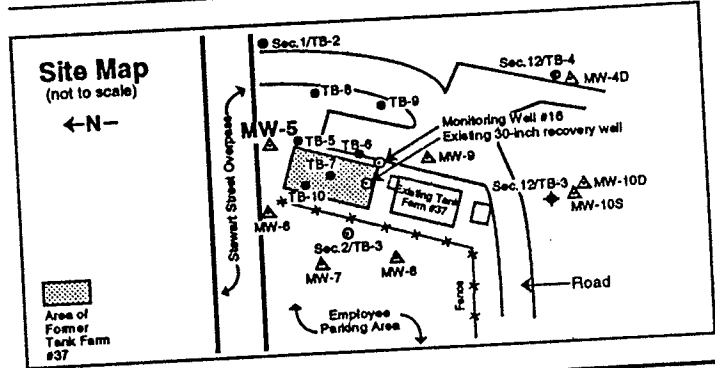 Site Map
(not to scale)
←N–
Stewart Street Overpass
Sec.1/TB-2
TB-8
TB-9
Sec.12/TB-4
MW-4D
Monitoring Well #16
Existing 30-inch recovery well
MW-5
TB-5
TB-6
MW-9
TB-7
TB-10
Existing Tank
Farm #37
Sec.12/TB-3
MW-10D
MW-10S
MW-6
Sec.2/TB-3
MW-7
MW-8
Fence
Road
Employee
Parking Area
Area of
Former
Tank Farm
#37